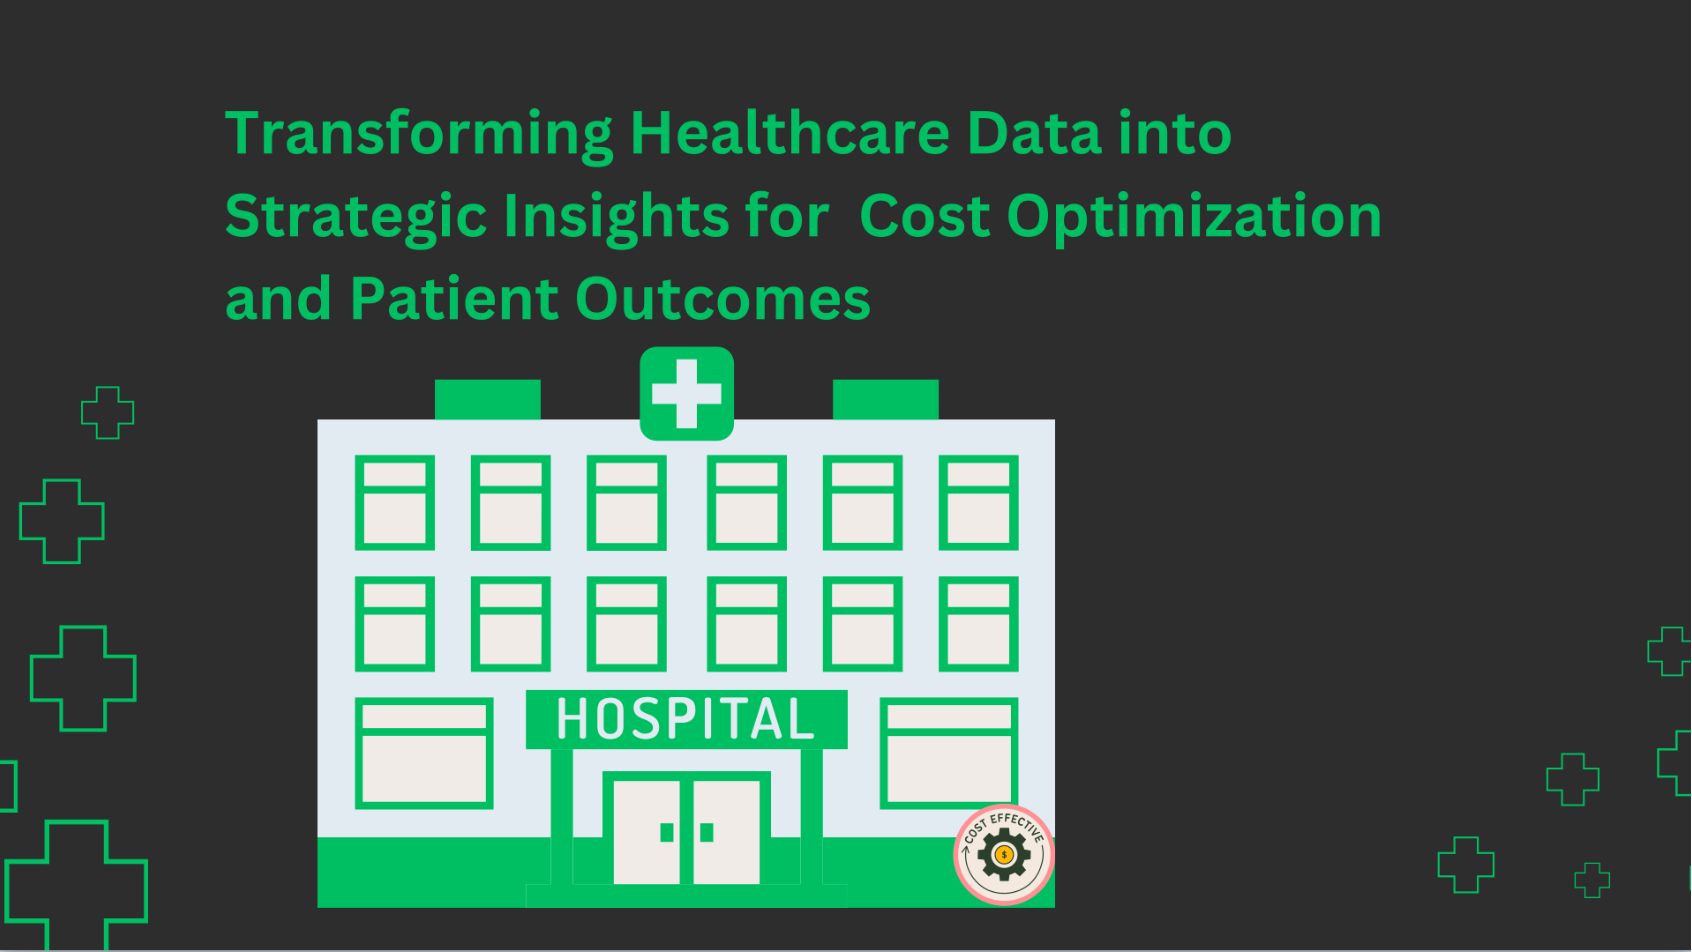 Transforming Healthcare Data into
Strategic Insights for  Cost Optimization
and Patient Outcomes
HOSPITAL
COST EFFECTIVE
$